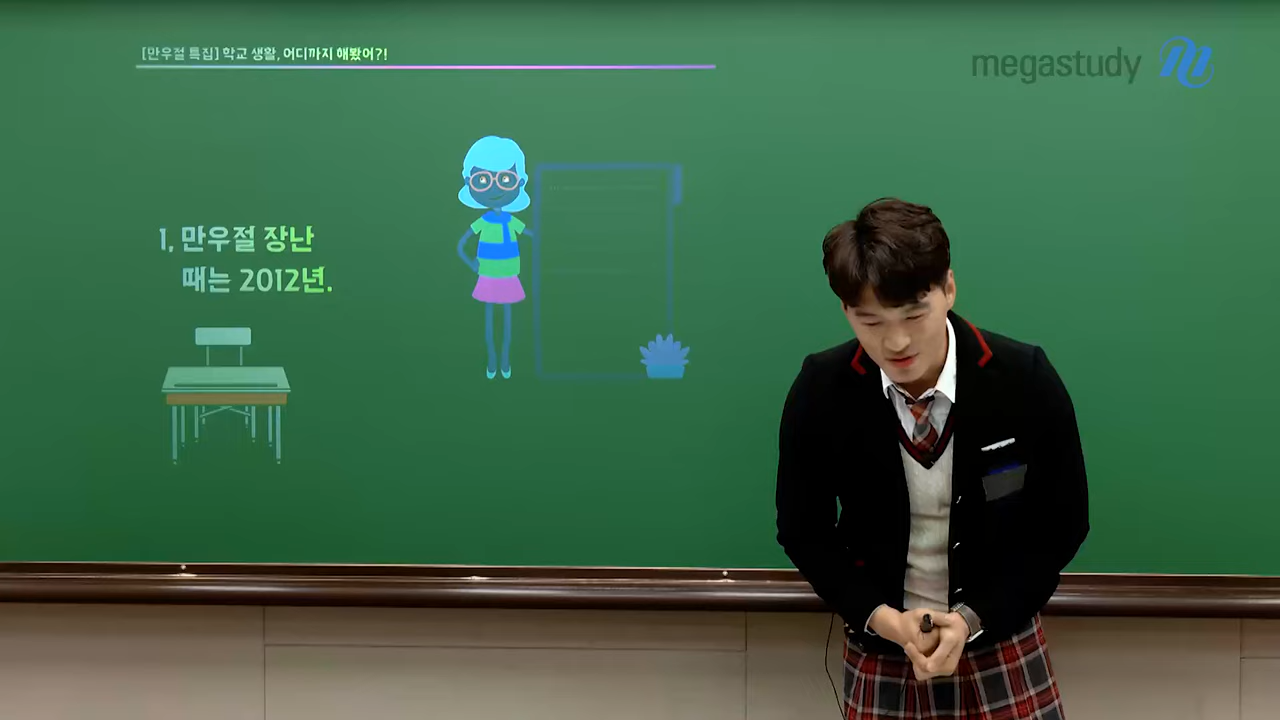 [만우절 특집] 학교 생활, 어디까지 해봤어?!
megastudy
1, 만우절 장난
때는 2012년.